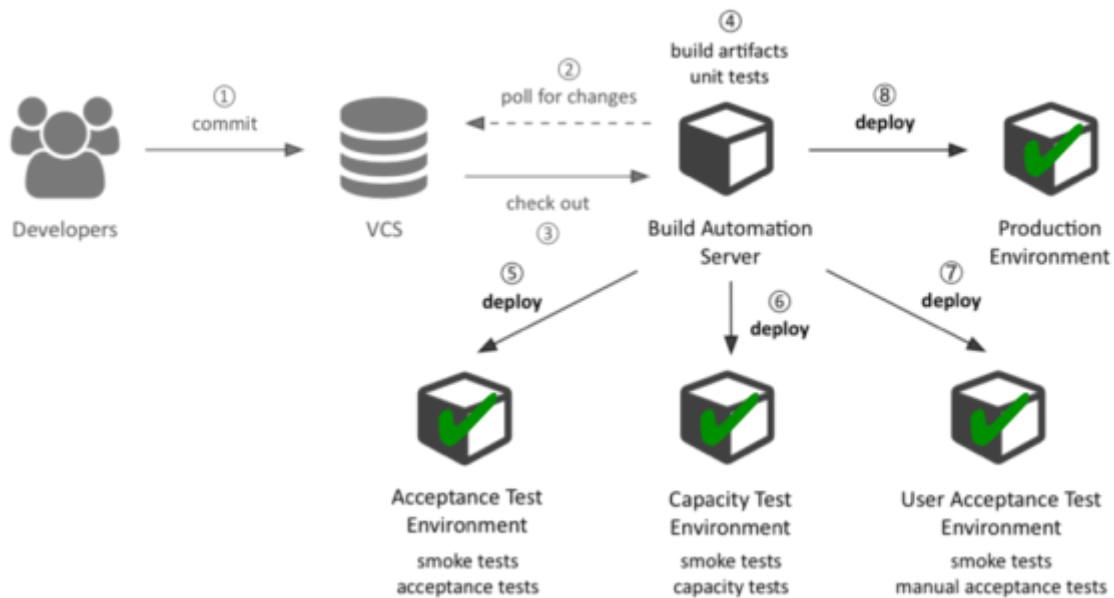 ①
commit
②
poll for changes
④
build artifacts
unit tests
⑧
deploy
Developers
VCS
check out
③
Build Automation
Server
Production
Environment
⑤
deploy
⑥
deploy
⑦
deploy
Acceptance Test
Environment
smoke tests
acceptance tests
Capacity Test
Environment
smoke tests
capacity tests
User Acceptance Test
Environment
smoke tests
manual acceptance tests